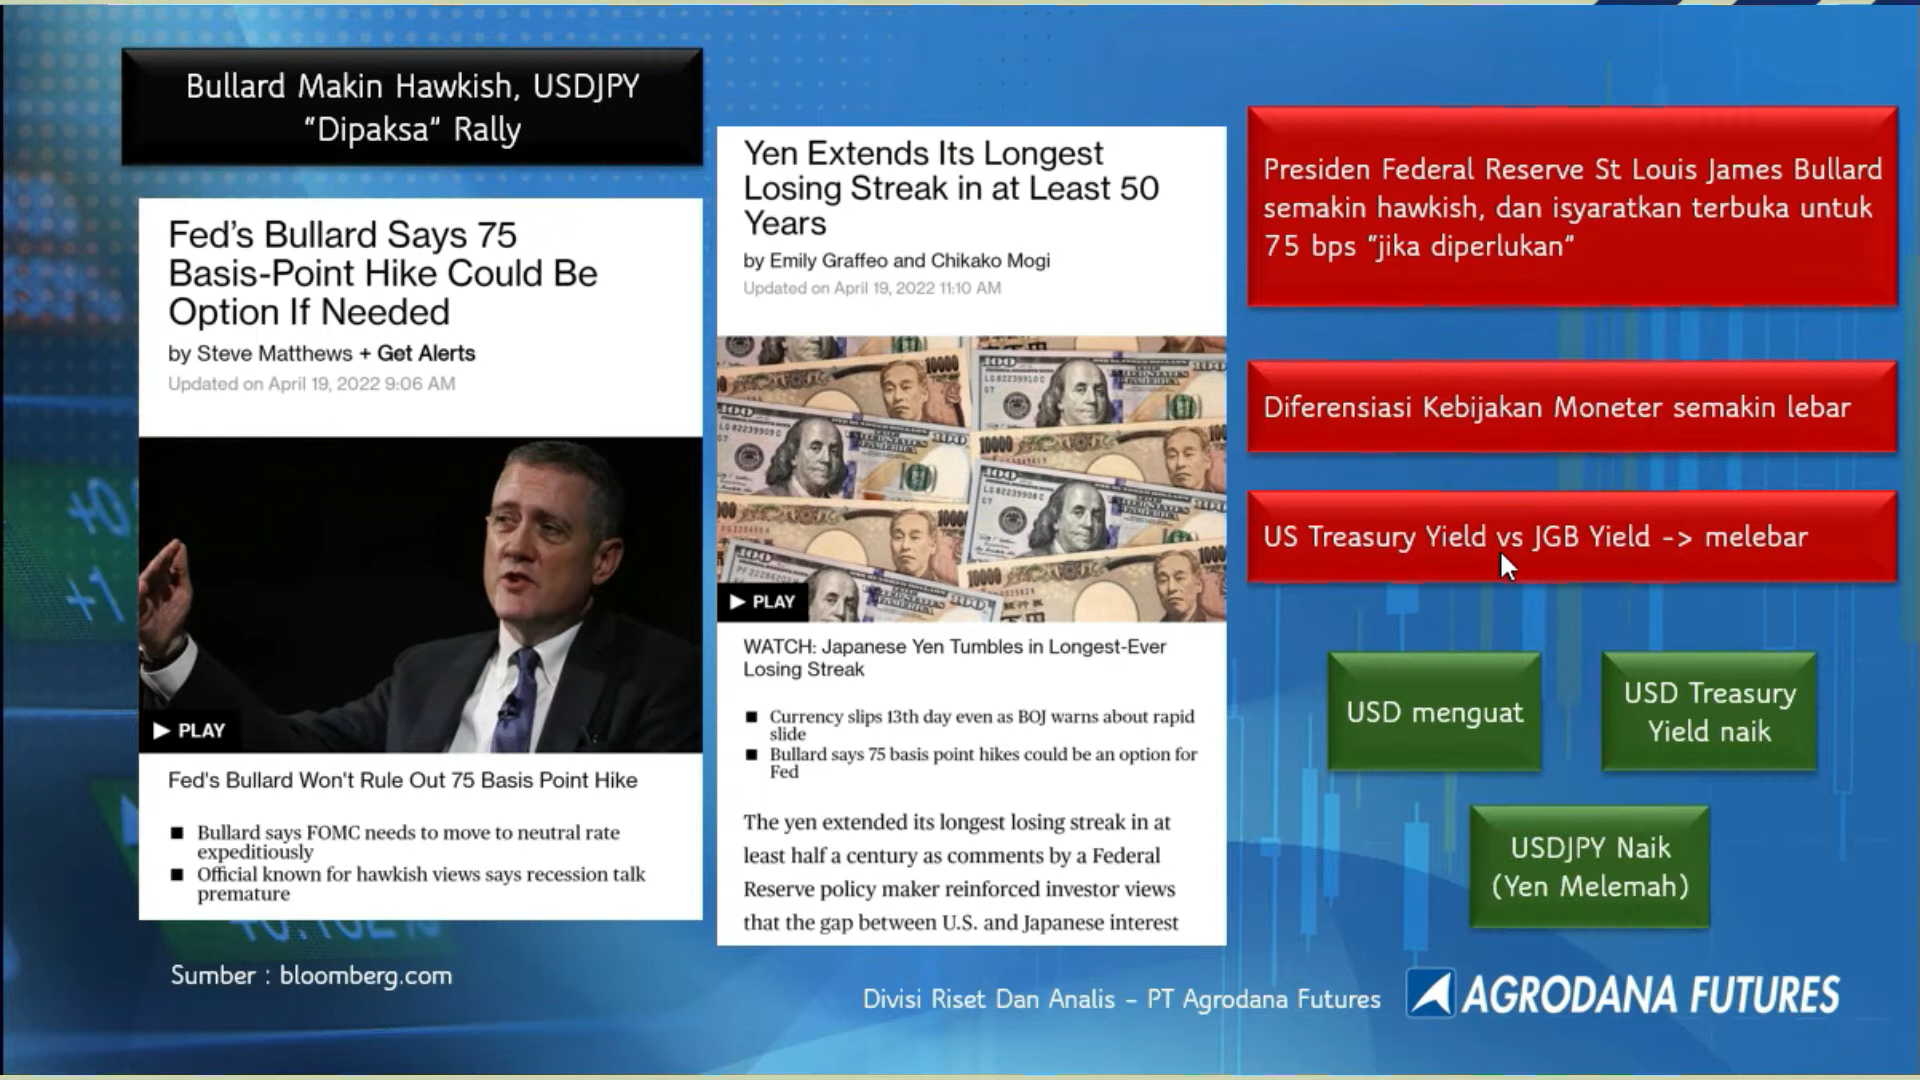 Bullard Makin Hawkish, USDJPY
"Dipaksa" Rally
Fed's Bullard Says 75
Basis-Point Hike Could Be
Option If Needed
by Steve Matthews + Get Alerts
Updated on April 19, 2022 9:06 AM
PLAY
Fed's Bullard Won't Rule Out 75 Basis Point Hike
■ Bullard says FOMC needs to move to neutral rate
expeditiously
■ Official known for hawkish views says recession talk
premature
Sumber : bloomberg.com
Yen Extends Its Longest
Losing Streak in at Least 50
Years
by Emily Graffeo and Chikako Mogi
Updated on April 19, 2022 11:10 AM
PLAY
WATCH: Japanese Yen Tumbles in Longest-Ever
Losing Streak
■ Currency slips 13th day even as BOJ warns about rapid
slide
■ Bullard says 75 basis point hikes could be an option for
Fed
The yen extended its longest losing streak in at
least half a century as comments by a Federal
Reserve policy maker reinforced investor views
that the gap between U.S. and Japanese interest
Presiden Federal Reserve St Louis James Bullard
semakin hawkish, dan isyaratkan terbuka untuk
75 bps "jika diperlukan"
Diferensiasi Kebijakan Moneter semakin lebar
US Treasury Yield vs JGB Yield -> melebar
USD menguat
USD Treasury
Yield naik
USDJPY Naik
(Yen Melemah)
Divisi Riset Dan Analis – PT Agrodana Futures
AGRODANA FUTURES